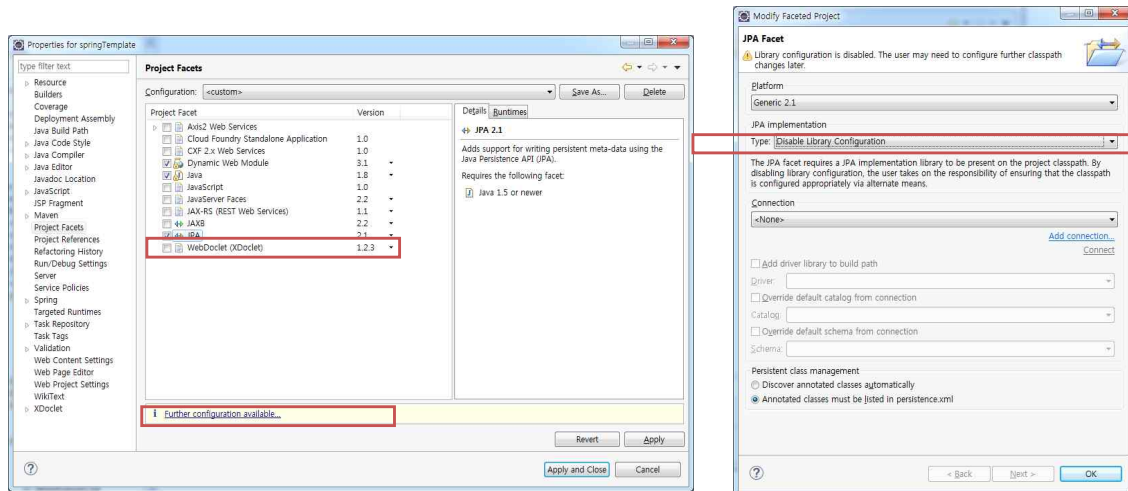 Properties for springTemplate
type filter text
Resource
Builders
Coverage
Deployment Assembly
Java Build Path
Java Code Style
Java Compiler
Java Editor
Javadoc Location
JavaScript
JSP Fragment
Maven
Project Facets
Project References
Refactoring History
Run/Debug Settings
Server
Service Policies
Spring
Targeted Runtimes
Task Repository
Task Tags
Validation
Web Content Settings
Web Page Editor
Web Project Settings
WikiText
XDoclet
Project Facets
Configuration: <custom> Save As... Delete
Project Facet Version
Axis2 Web Services
Cloud Foundry Standalone Application 1.0
CXF 2.x Web Services 1.0
Dynamic Web Module 3.1
Java 1.8
JavaScript 1.0
JavaServer Faces 2.2
JAX-RS (REST Web Services) 1.1
JAXB 2.2
JPA 2.1
WebDoclet (XDoclet) 1.2.3
Details Runtimes
JPA 2.1
Adds support for writing persistent meta-data using the
Java Persistence API (JPA).
Requires the following facet:
Java 1.5 or newer
i Further configuration available...
Revert Apply
Apply and Close Cancel
Modify Faceted Project
JPA Facet
Library configuration is disabled. The user may need to configure further classpath
changes later.
Platform
Generic 2.1
JPA implementation
Type: Disable Library Configuration
The JPA facet requires a JPA implementation library to be present on the project classpath. By
disabling library configuration, the user takes on the responsibility of ensuring that the classpath
is configured appropriately via alternate means.
Connection
<None>
Add connection...
Connect
Add driver library to build path
Driver:
Override default catalog from connection
Catalog:
Override default schema from connection
Schema:
Persistent class management
Discover annotated classes automatically
Annotated classes must be listed in persistence.xml
< Back Next > OK